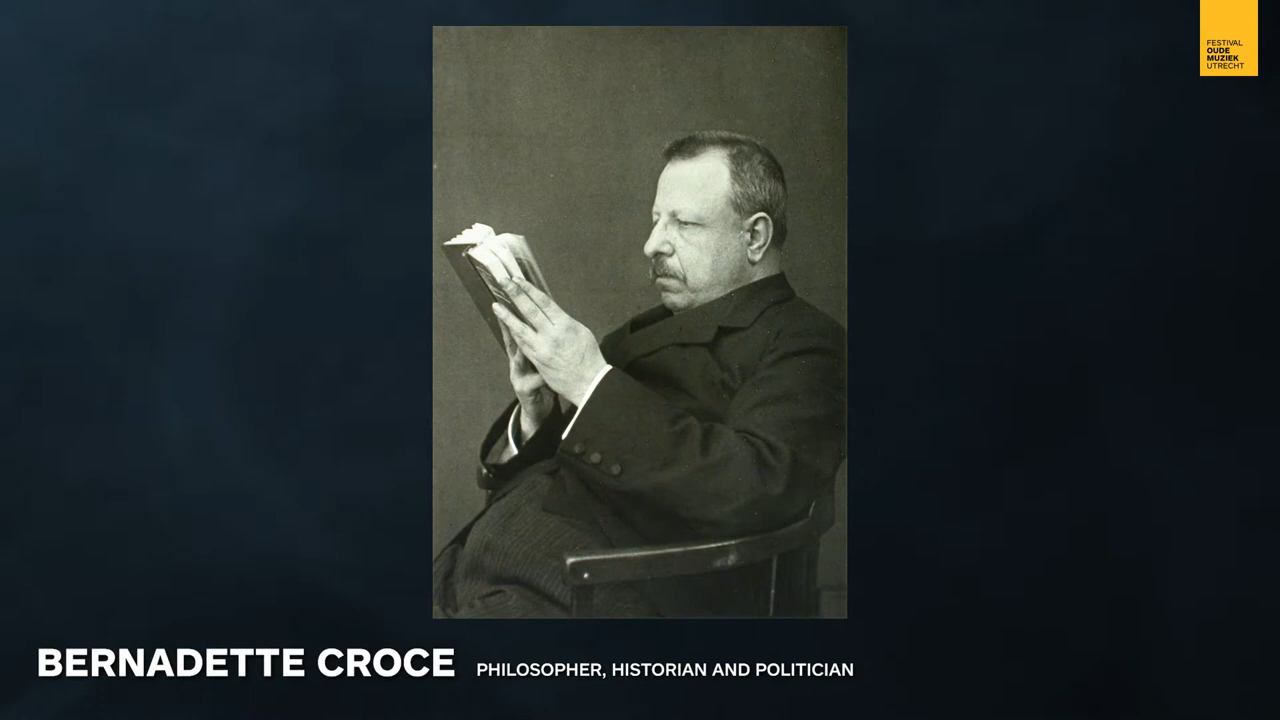 FESTIVAL
OUDE
MUZIEK
UTRECHT
BERNADETTE CROCE PHILOSOPHER, HISTORIAN AND POLITICIAN